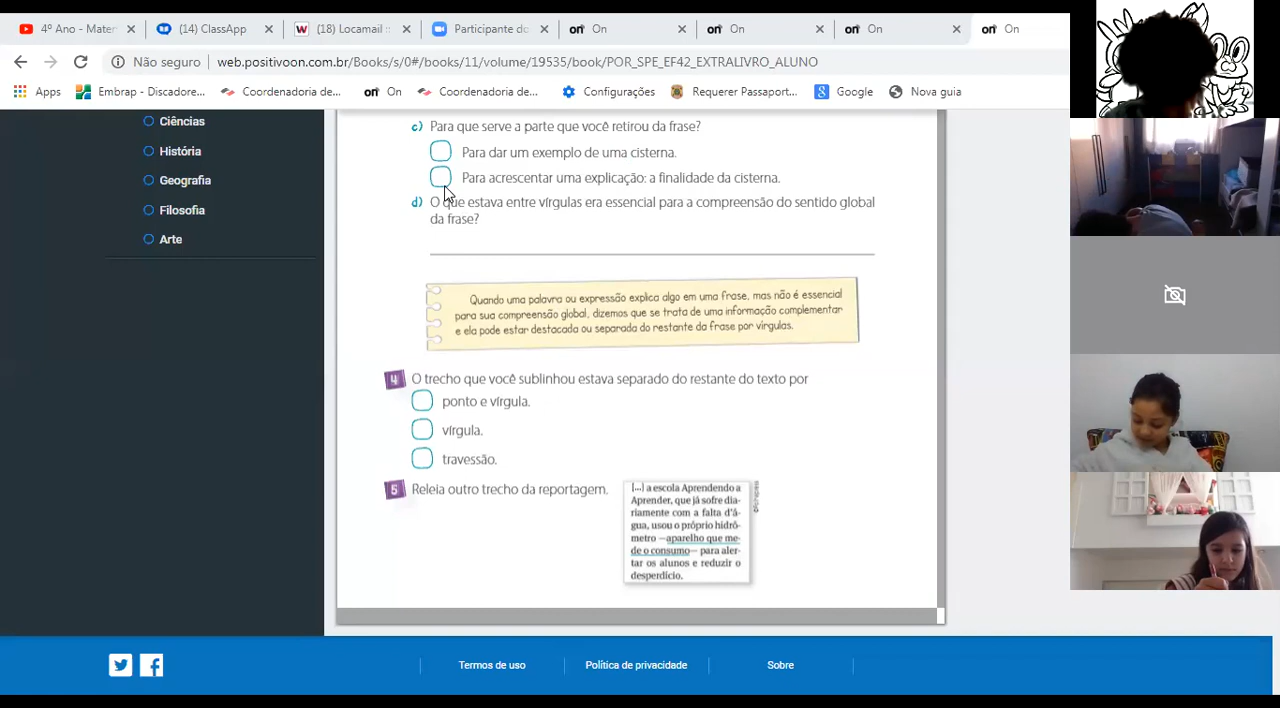 4º Ano - Mater
(14) ClassApp
(18) Locamail ::
Participante do
on On
on On
on On
on On
Não seguro | web.positivoon.com.br/Books/s/0#/books/11/volume/19535/book/POR_SPE_EF42_EXTRALIVRO_ALUNO
Apps Embrap - Discadore... Coordenadoria de... on On Coordenadoria de... Configurações Requerer Passaport... Google Nova guia
Ciências
História
Geografia
Filosofia
Arte
c) Para que serve a parte que você retirou da frase?
Para dar um exemplo de uma cisterna.
Para acrescentar uma explicação: a finalidade da cisterna.
d) O que estava entre vírgulas era essencial para a compreensão do sentido global
da frase?
Quando uma palavra ou expressão explica algo em uma frase, mas não é essencial
para sua compreensão global, dizemos que se trata de uma informação complementar
e ela pode estar destacada ou separada do restante da frase por vírgulas.
4 O trecho que você sublinhou estava separado do restante do texto por
ponto e vírgula.
vírgula.
travessão.
5 Releia outro trecho da reportagem.
[...] a escola Aprendendo a
Aprender, que já sofre dia-
riamente com a falta d'á-
gua, usou o próprio hidrô-
metro —aparelho que me-
de o consumo— para aler-
tar os alunos e reduzir o
desperdício.
Termos de uso
Política de privacidade
Sobre